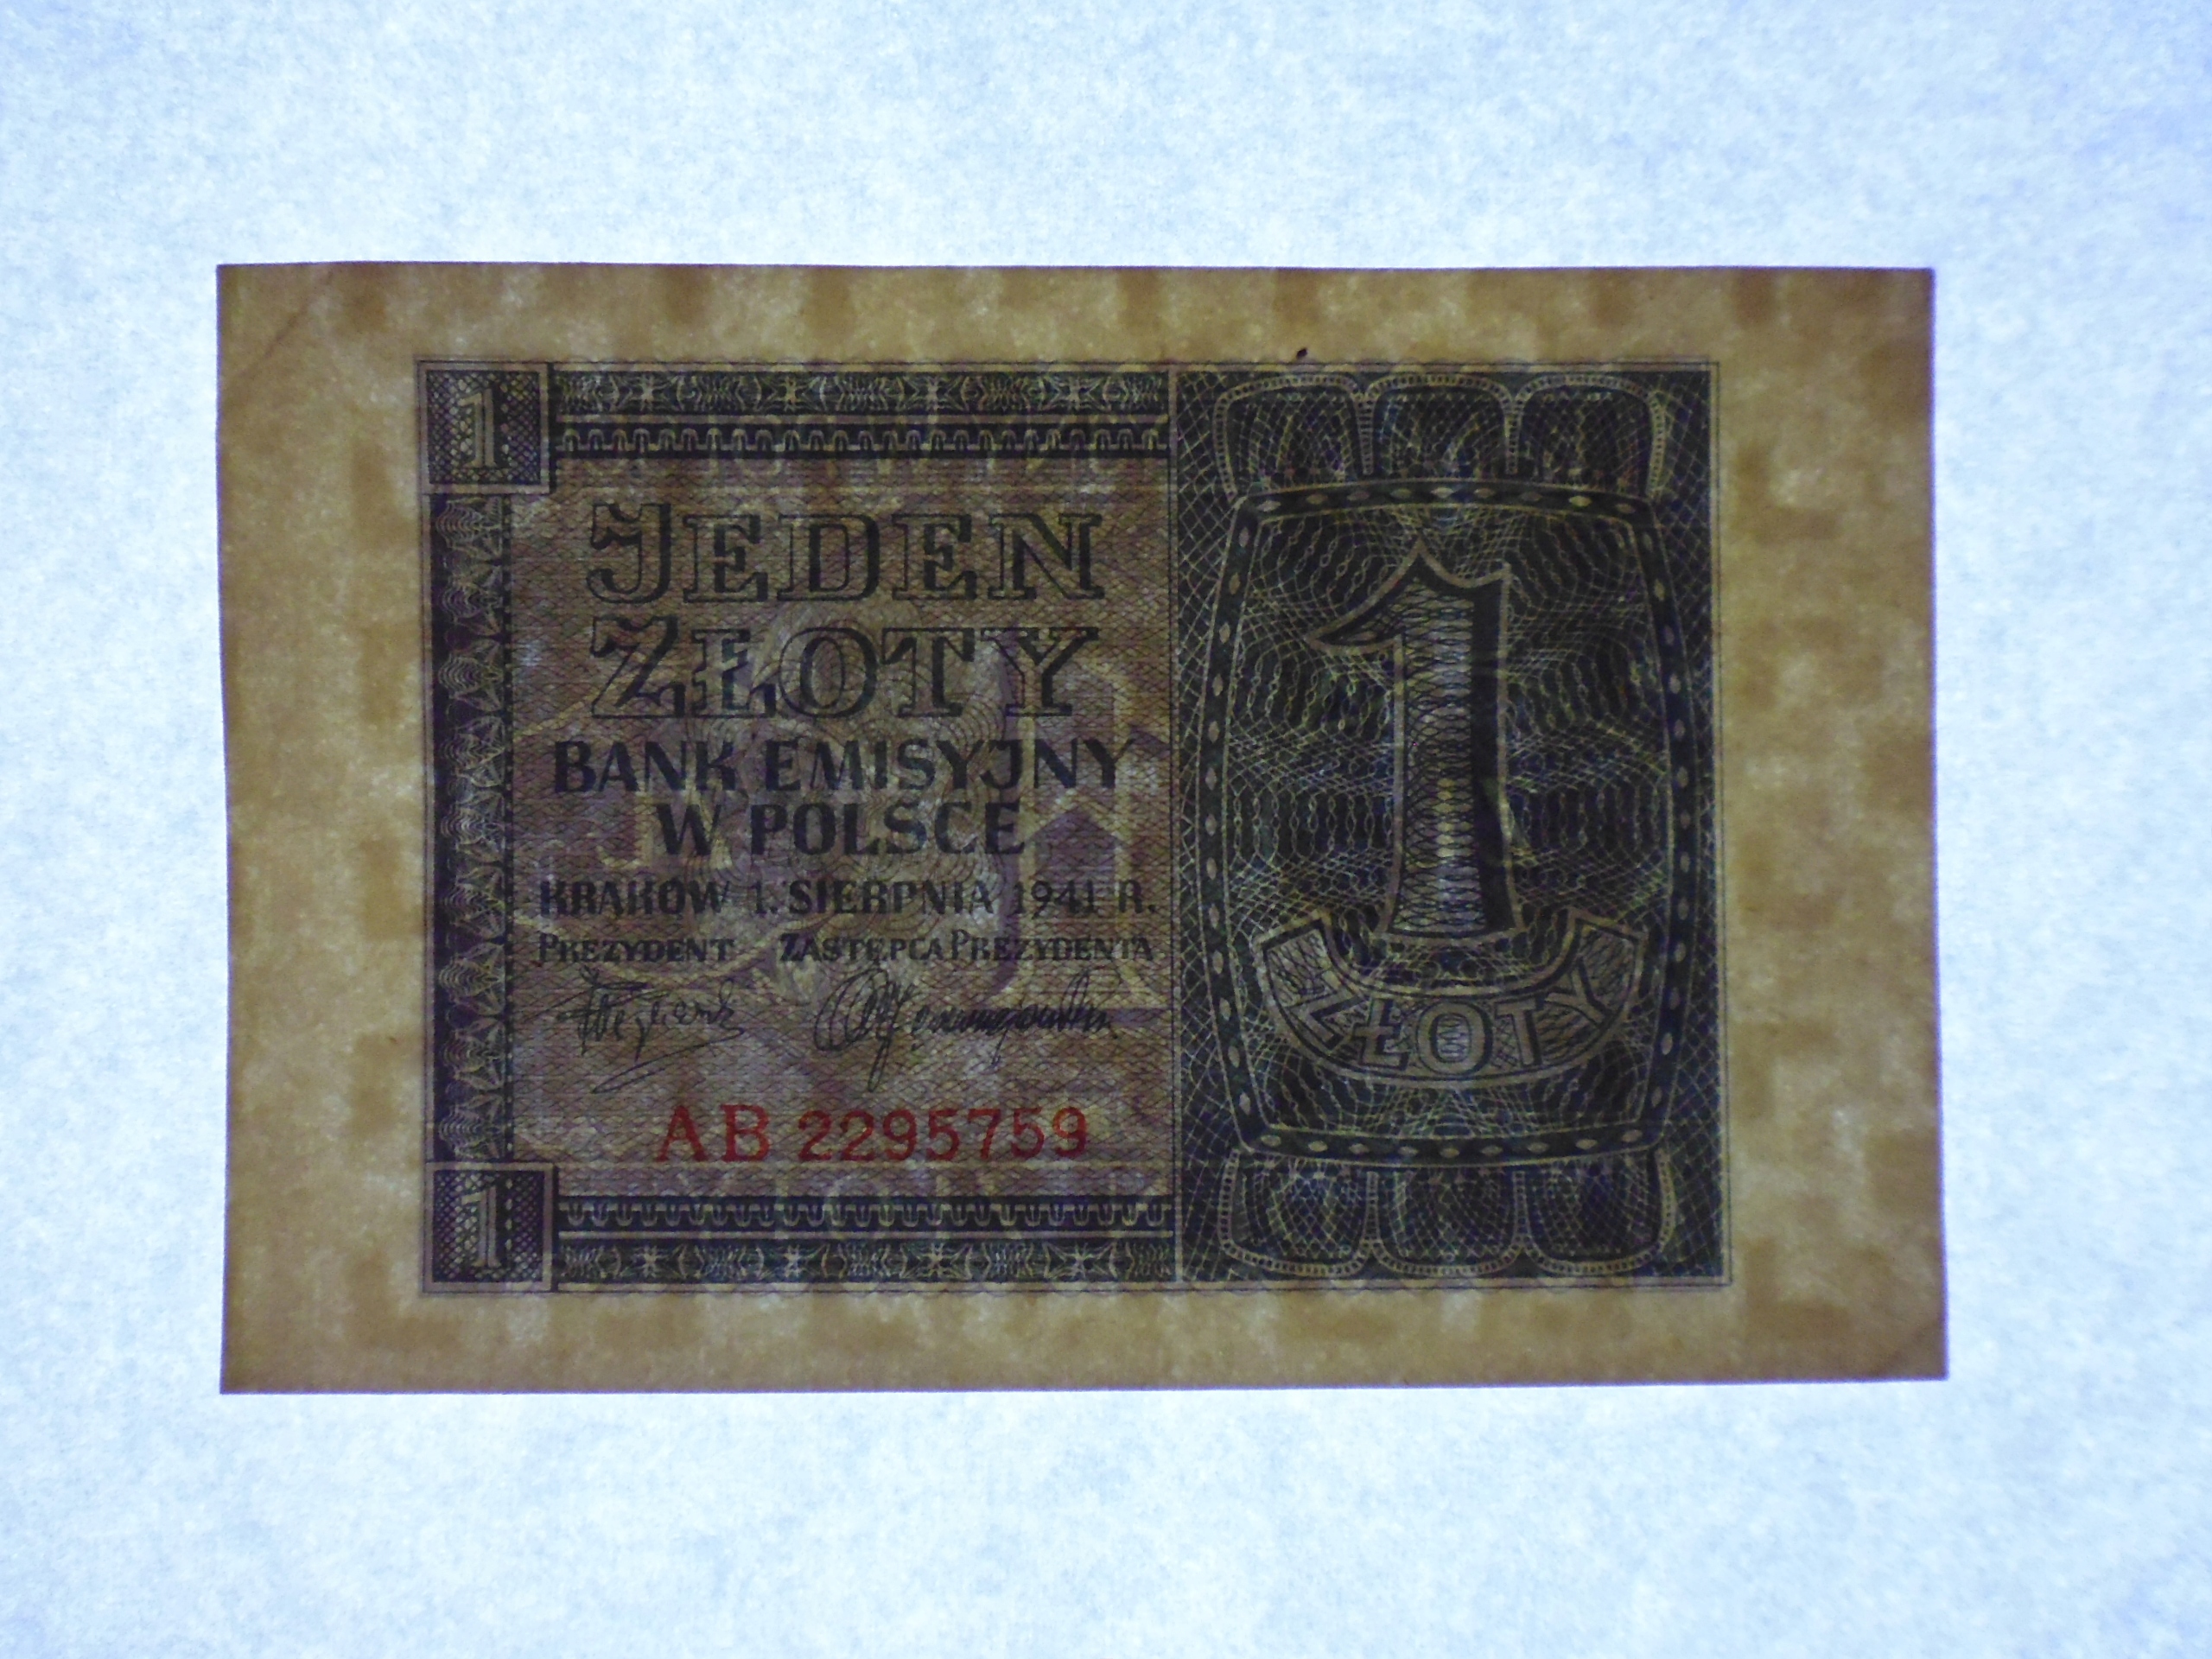 1
JEDEN
ZŁOTY
BANK EMISYJNY
W POLSCE
KRAKÓW 1. SIERPNIA 1941 R.
PREZYDENT ZASTĘPCA PREZYDENTA
AB 2295759
1
1
ZŁOTY